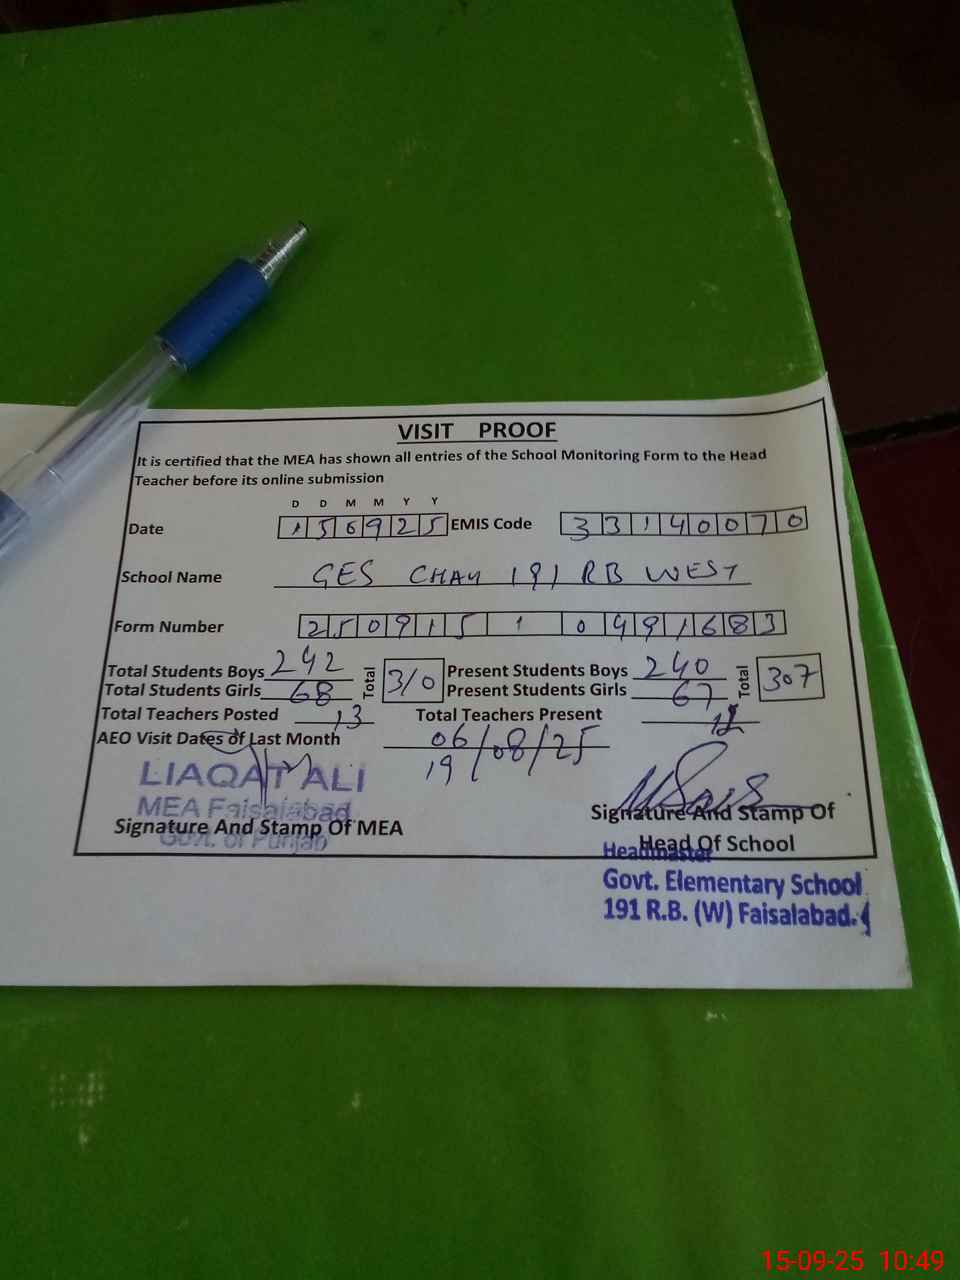 VISIT PROOF
It is certified that the MEA has shown all entries of the School Monitoring Form to the Head
Teacher before its online submission
D D M M Y Y
Date 1 5 0 9 2 5 EMIS Code 3 3 1 4 0 0 7 0
School Name GES CHAK 191 RB WEST
Form Number 2 5 0 9 1 5 1 0 4 9 1 6 8 3
Total Students Boys 242 Total 310 Present Students Boys 240 Total 307
Total Students Girls 68 Present Students Girls 67
Total Teachers Posted 13 Total Teachers Present
AEO Visit Dates of Last Month 06/08/25
19
LIAQAT ALI
MEA Faisalabad
Govt. of Punjab
Signature And Stamp Of MEA
Signature And Stamp Of
Head Of School
Headmaster
Govt. Elementary School
191 R.B. (W) Faisalabad.
15-09-25 10:49